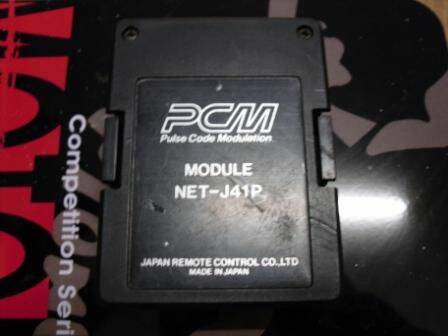 PCM
Pulse Code Modulation
MODULE
NET-J41P
JAPAN REMOTE CONTROL CO.,LTD
MADE IN JAPAN
Competition Seri